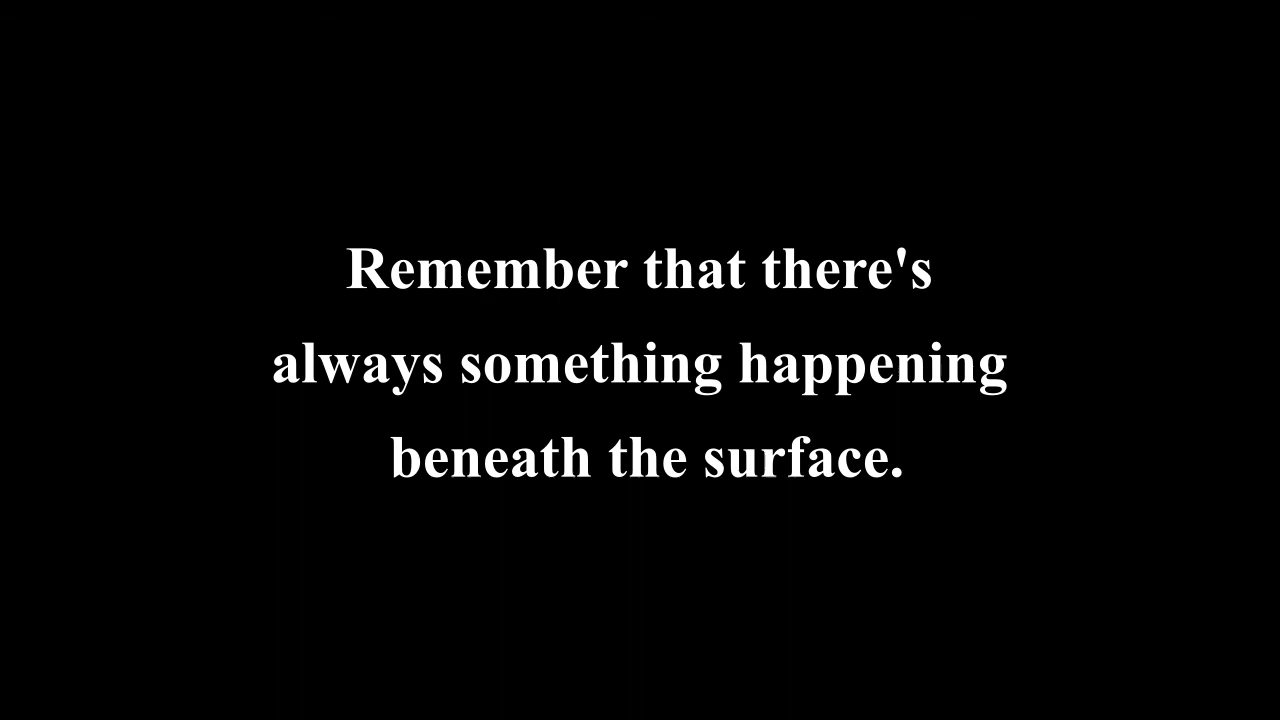 Remember that there's
always something happening
beneath the surface.